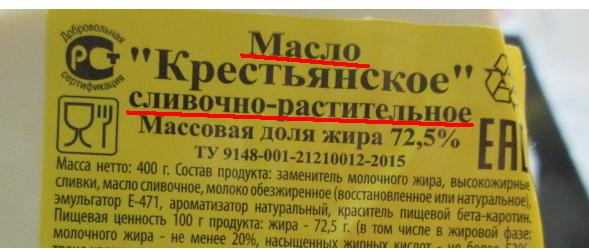 Добровольная
РСТ
сертификация
Масло
"Крестьянское"
сливочно-растительное
Массовая доля жира 72,5%
ТУ 9148-001-21210012-2015
EAC
Масса нетто: 400 г. Состав продукта: заменитель молочного жира, высокожирные
сливки, масло сливочное, молоко обезжиренное (восстановленное или натуральное),
эмульгатор Е-471, ароматизатор натуральный, краситель пищевой бета-каротин.
Пищевая ценность 100 г продукта: жира - 72,5 г. (в том числе в жировой фазе:
молочного жира - не менее 20%, насыщенных жирных кислот - не более